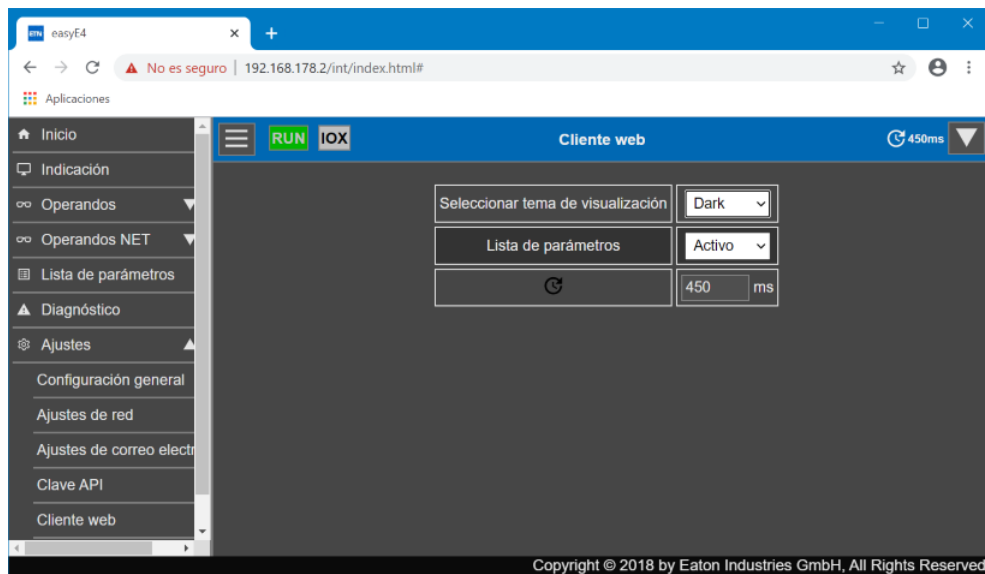 ETN easyE4
No es seguro | 192.168.178.2/int/index.html#
Aplicaciones
Inicio
Indicación
Operandos
Operandos NET
Lista de parámetros
Diagnóstico
Ajustes
Configuración general
Ajustes de red
Ajustes de correo electr
Clave API
Cliente web
RUN IOX Cliente web 450ms
Seleccionar tema de visualización Dark
Lista de parámetros Activo
450 ms
Copyright © 2018 by Eaton Industries GmbH, All Rights Reserved